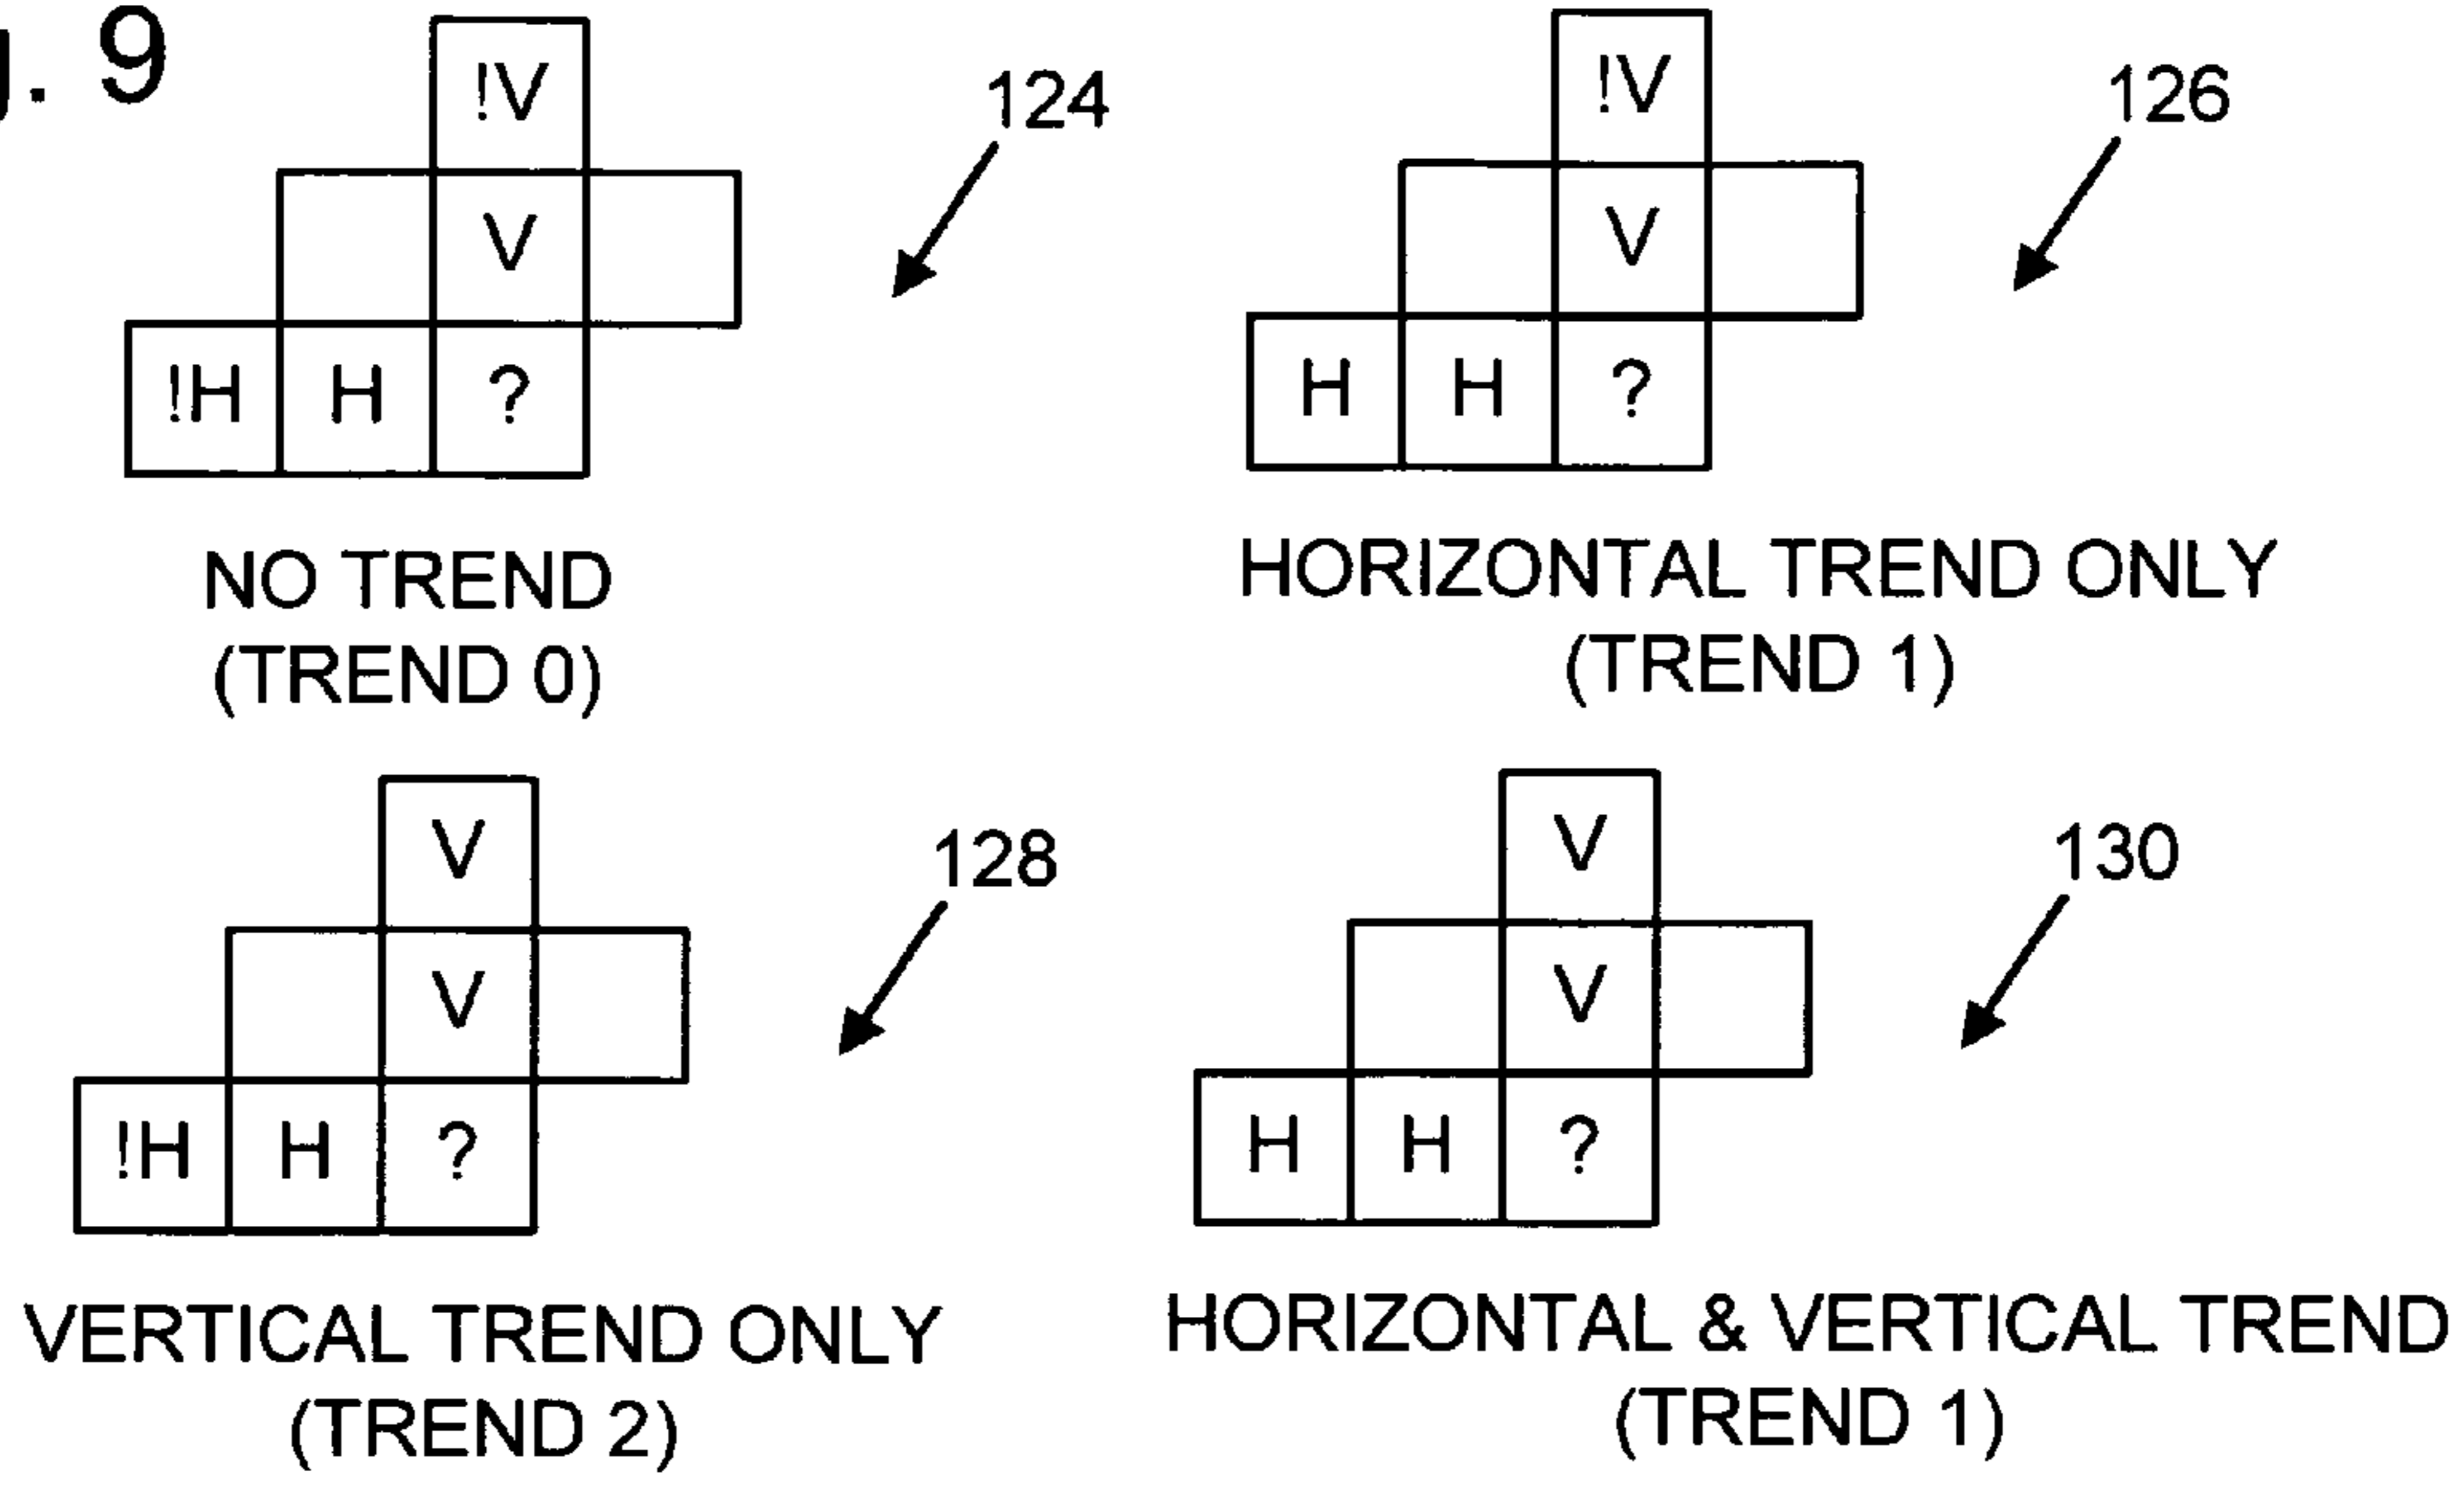 . 9
!V
124
V
!H H ?
NO TREND
(TREND 0)
!V
126
V
H H ?
HORIZONTAL TREND ONLY
(TREND 1)
V
128
V
!H H ?
VERTICAL TREND ONLY
(TREND 2)
V
130
V
H H ?
HORIZONTAL & VERTICAL TREND
(TREND 1)